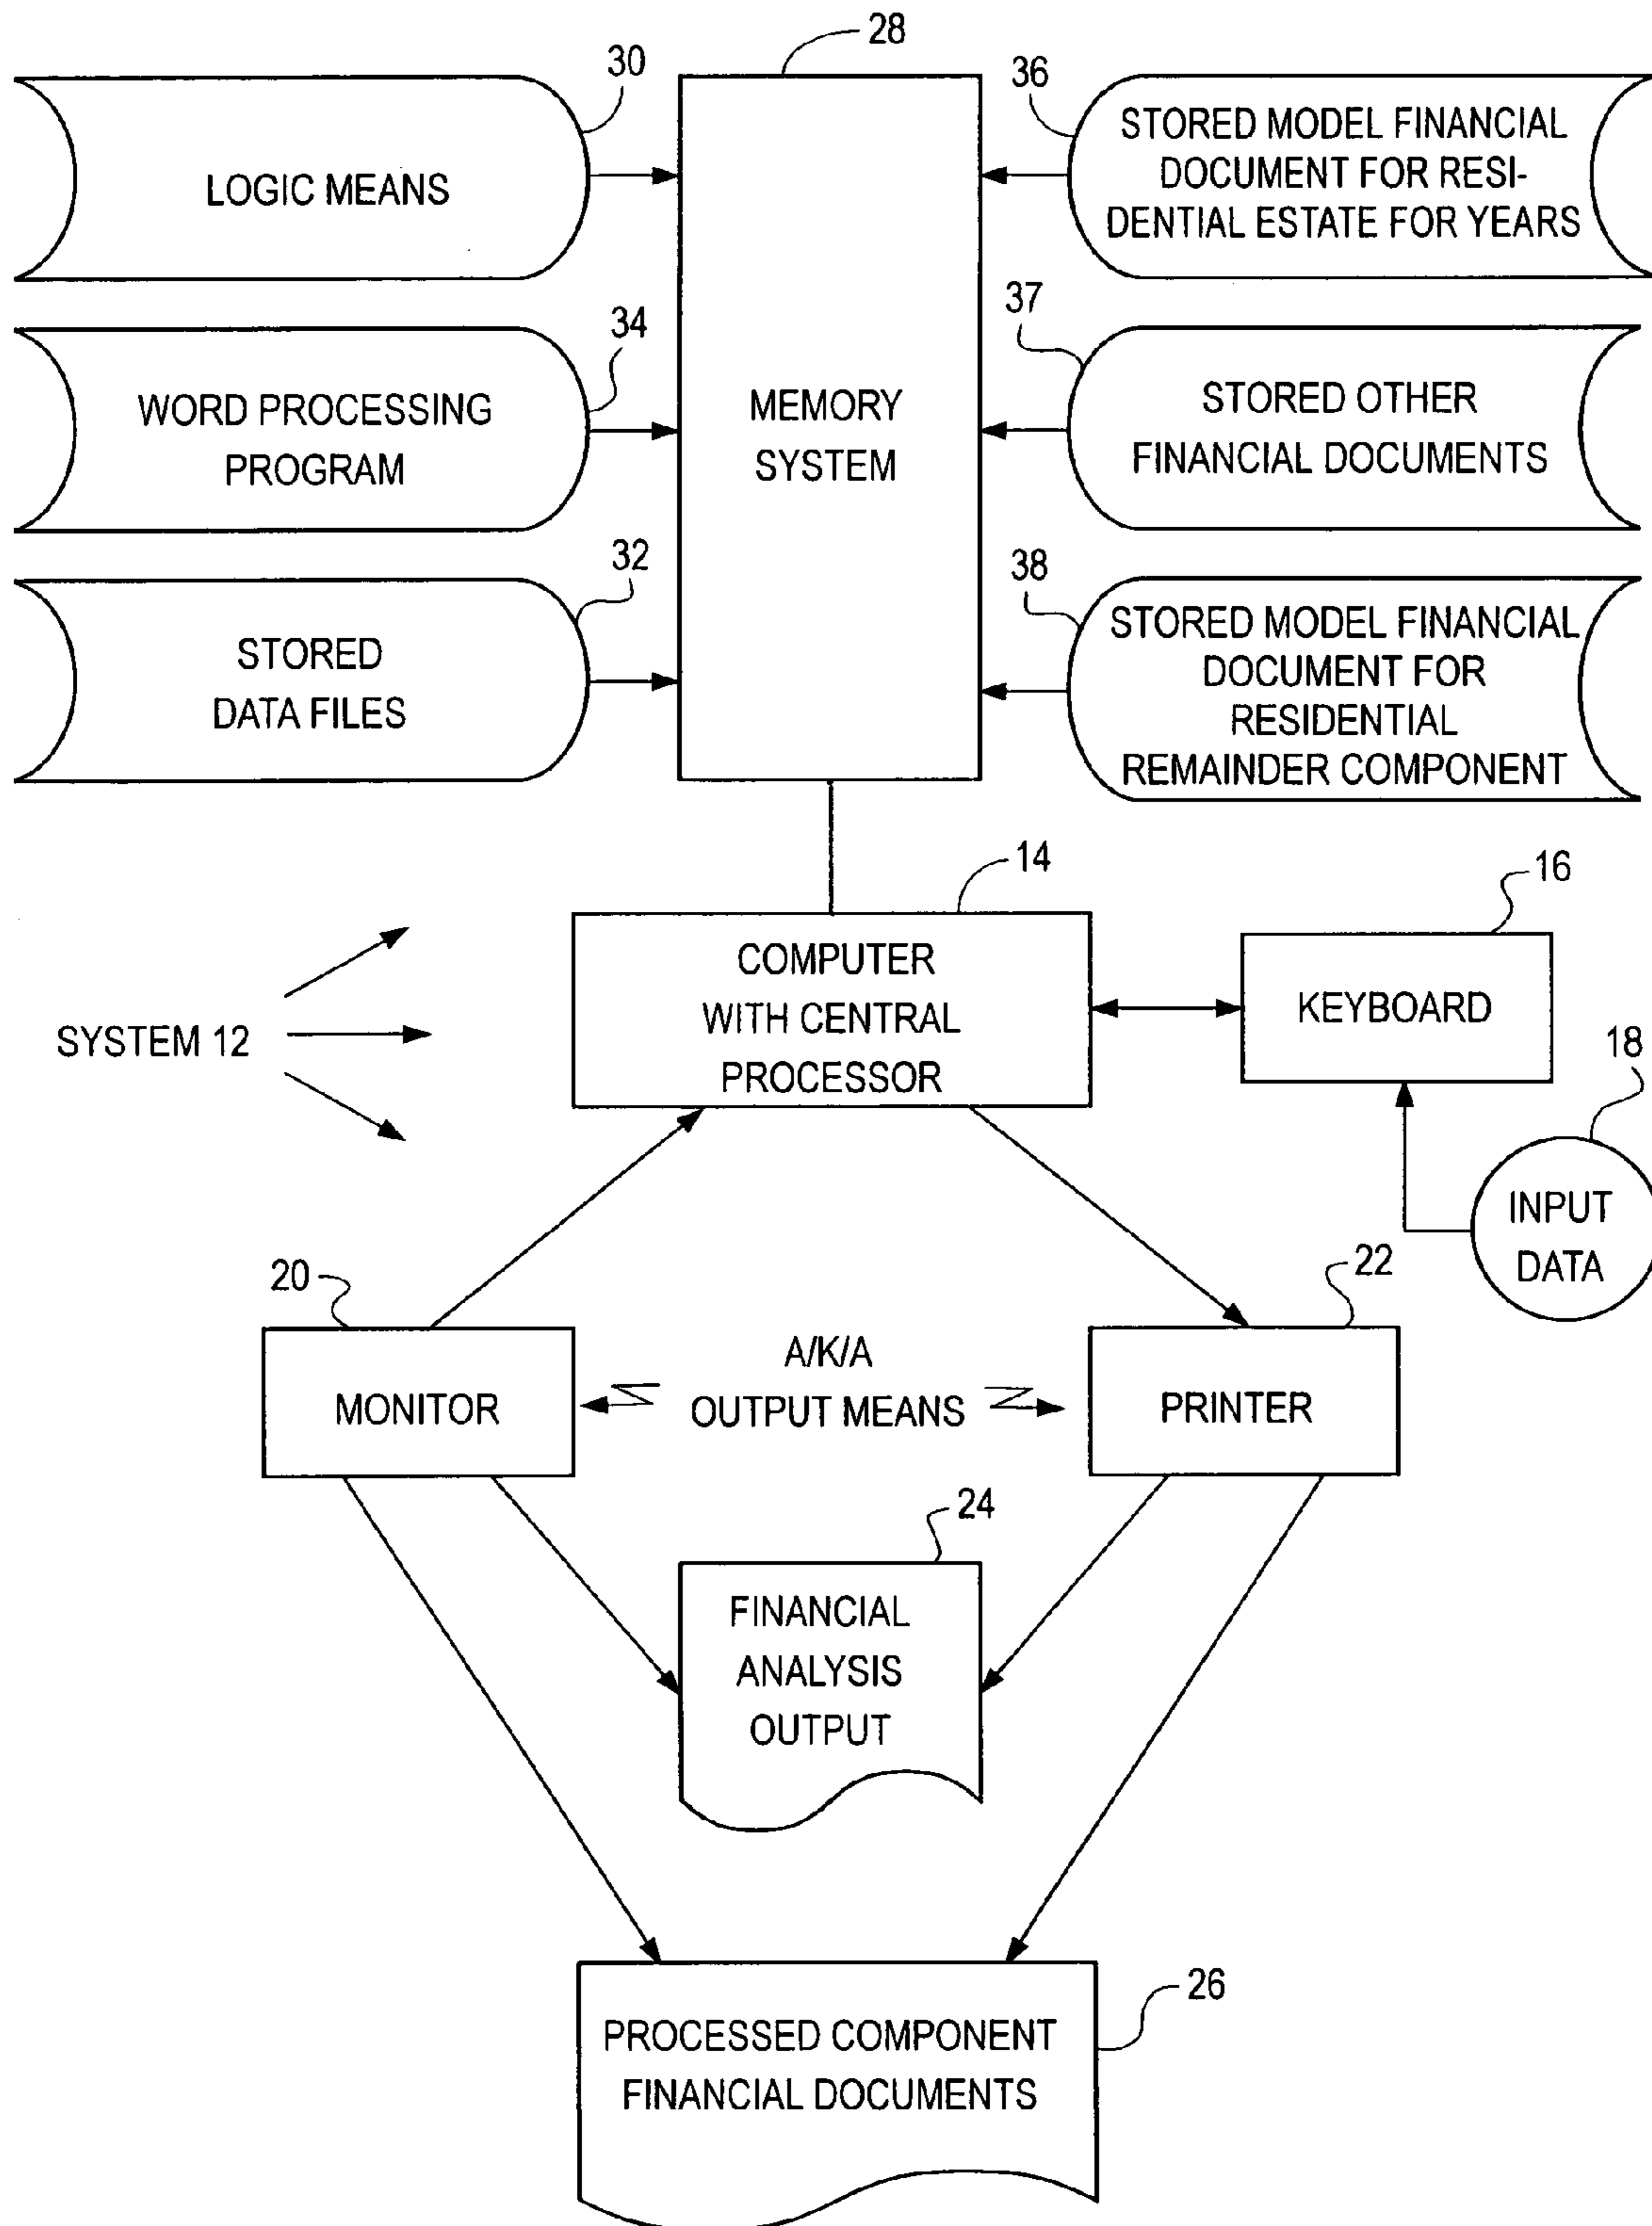 28
30
LOGIC MEANS
36
STORED MODEL FINANCIAL
DOCUMENT FOR RESI-
DENTIAL ESTATE FOR YEARS
34
WORD PROCESSING
PROGRAM
MEMORY
SYSTEM
37
STORED OTHER
FINANCIAL DOCUMENTS
32
STORED
DATA FILES
38
STORED MODEL FINANCIAL
DOCUMENT FOR
RESIDENTIAL
REMAINDER COMPONENT
14
COMPUTER
WITH CENTRAL
PROCESSOR
16
KEYBOARD
SYSTEM 12
18
INPUT
DATA
20
MONITOR
A/K/A
OUTPUT MEANS
22
PRINTER
24
FINANCIAL
ANALYSIS
OUTPUT
26
PROCESSED COMPONENT
FINANCIAL DOCUMENTS